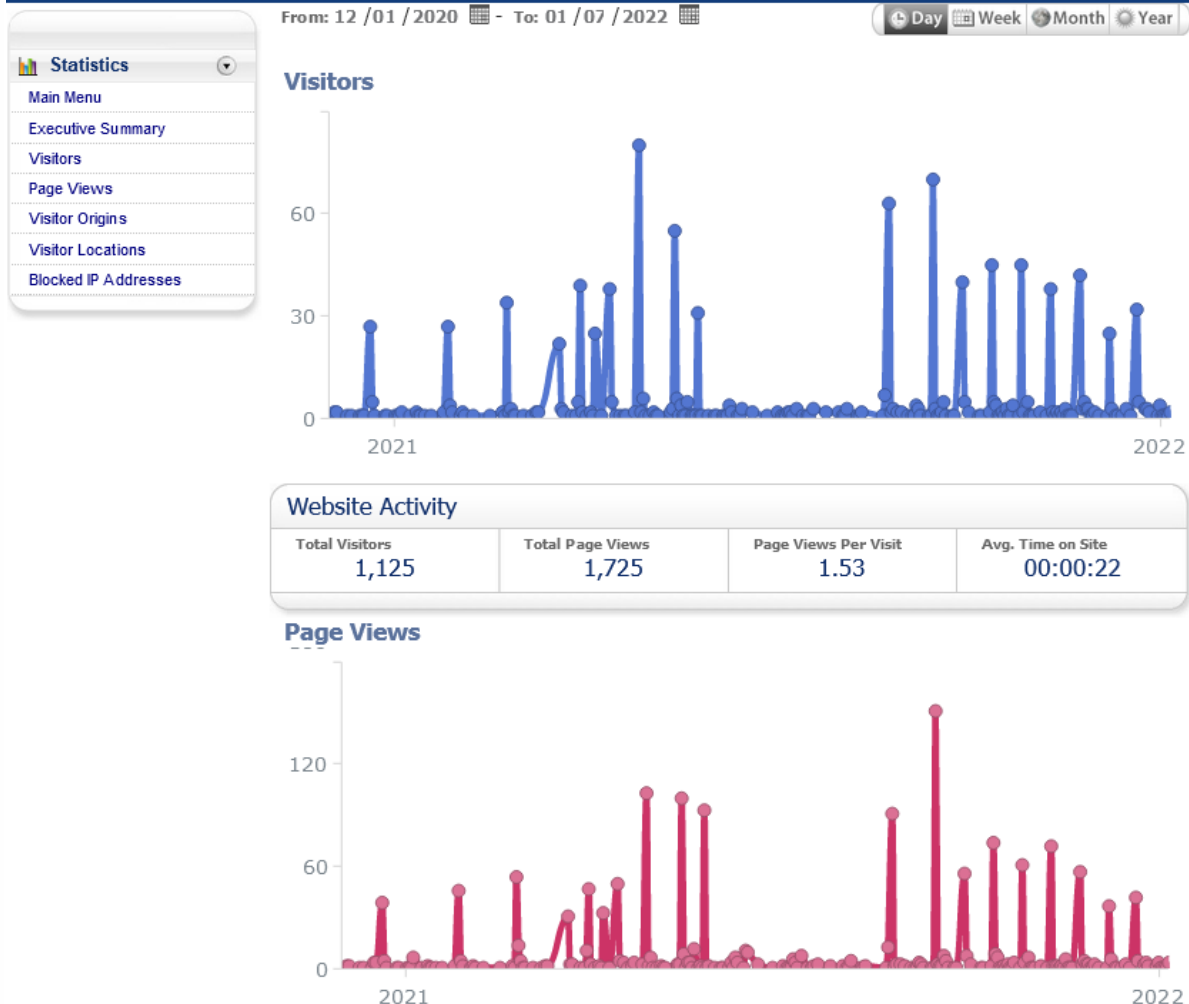 From: 12 /01 /2020 - To: 01 /07 /2022
Day Week Month Year
Statistics
Main Menu
Executive Summary
Visitors
Page Views
Visitor Origins
Visitor Locations
Blocked IP Addresses
Visitors
60
30
0
2021 2022
Website Activity
Total Visitors Total Page Views Page Views Per Visit Avg. Time on Site
1,125 1,725 1.53 00:00:22
Page Views
120
60
0
2021 2022